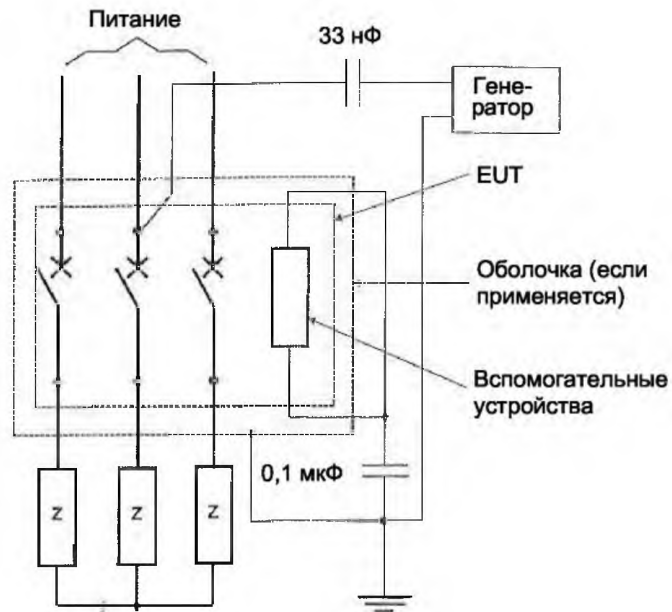 Питание
33 нФ
Гене-
ратор
EUT
Оболочка (если
применяется)
Вспомогательные
устройства
0,1 мкФ
Z
Z
Z